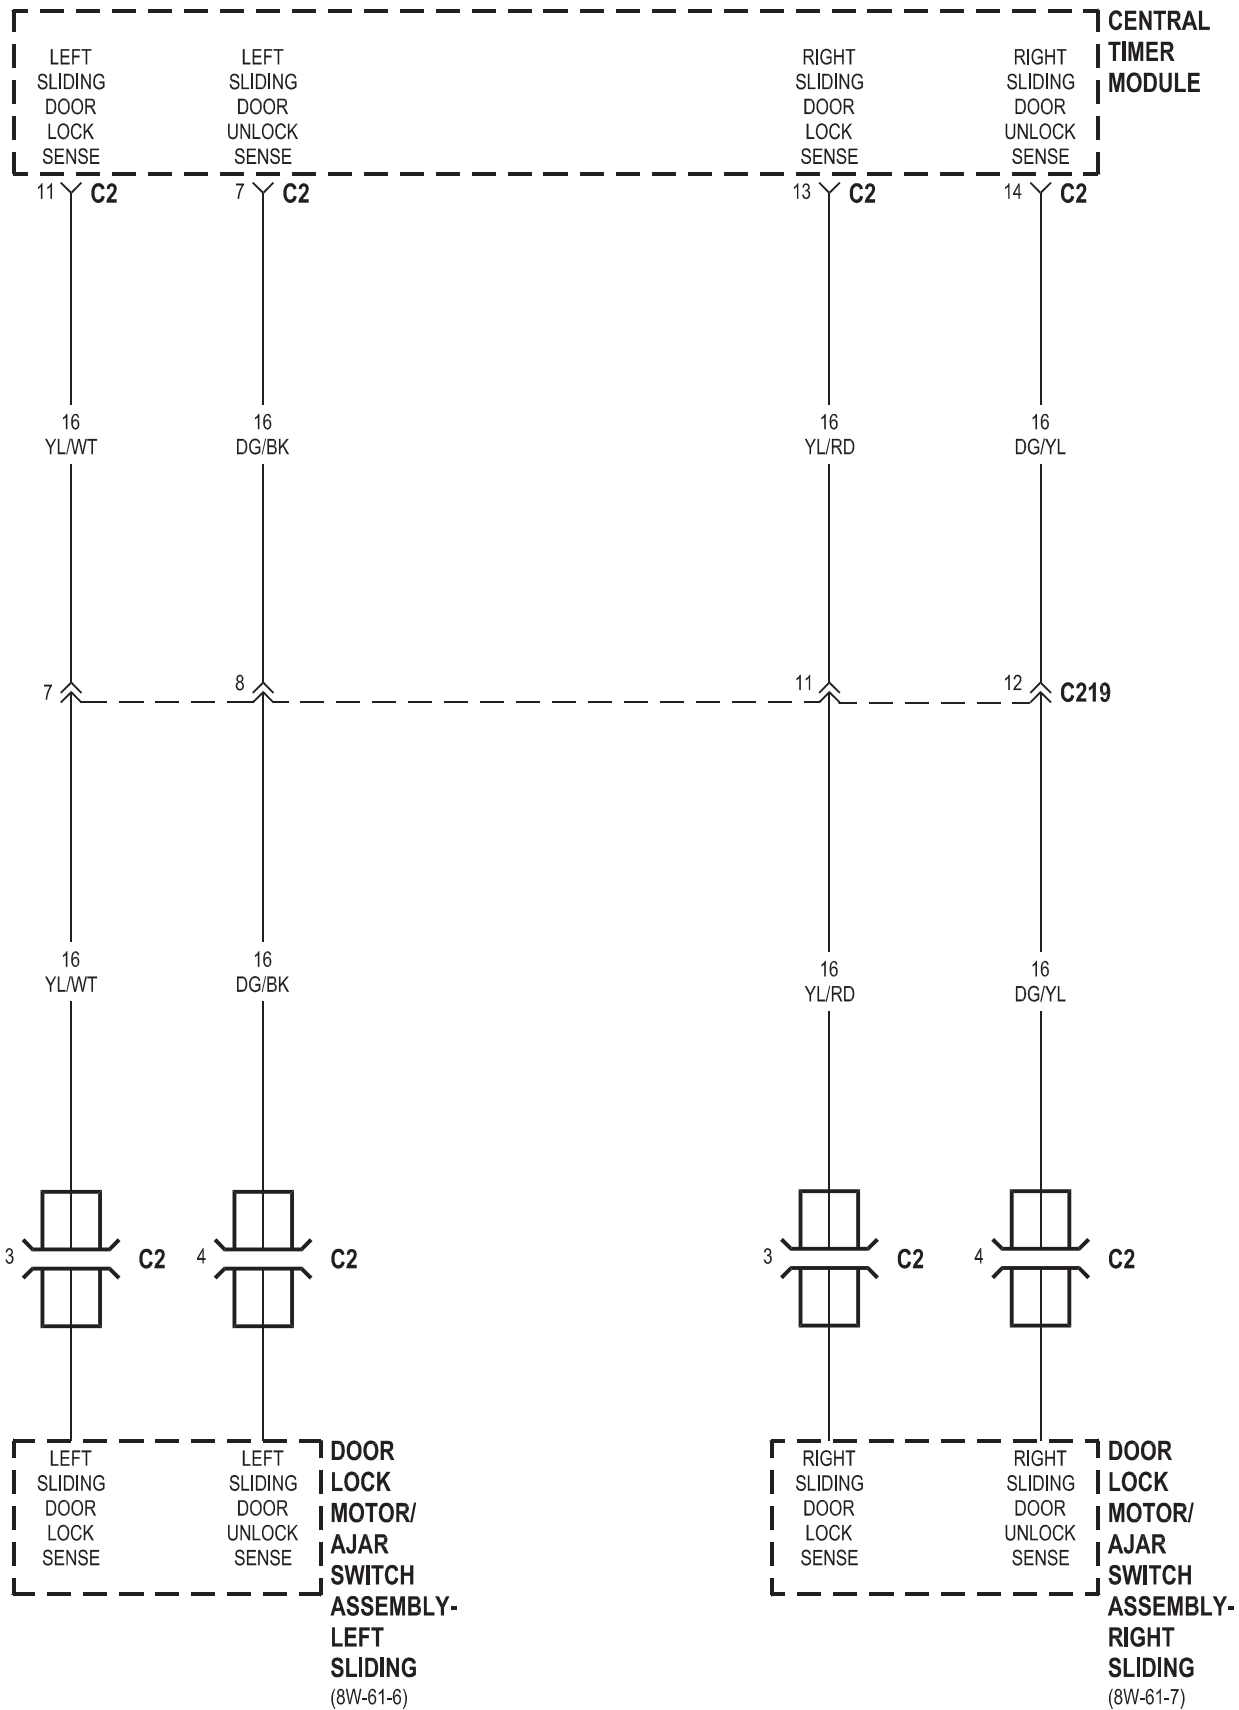 CENTRAL
TIMER
MODULE
LEFT
SLIDING
DOOR
LOCK
SENSE
LEFT
SLIDING
DOOR
UNLOCK
SENSE
RIGHT
SLIDING
DOOR
LOCK
SENSE
RIGHT
SLIDING
DOOR
UNLOCK
SENSE
11 C2
7 C2
13 C2
14 C2
16
YL/WT
16
DG/BK
16
YL/RD
16
DG/YL
7
8
11
12
C219
16
YL/WT
16
DG/BK
16
YL/RD
16
DG/YL
3 C2
4 C2
3 C2
4 C2
LEFT
SLIDING
DOOR
LOCK
SENSE
LEFT
SLIDING
DOOR
UNLOCK
SENSE
DOOR
LOCK
MOTOR/
AJAR
SWITCH
ASSEMBLY-
LEFT
SLIDING
(8W-61-6)
RIGHT
SLIDING
DOOR
LOCK
SENSE
RIGHT
SLIDING
DOOR
UNLOCK
SENSE
DOOR
LOCK
MOTOR/
AJAR
SWITCH
ASSEMBLY-
RIGHT
SLIDING
(8W-61-7)